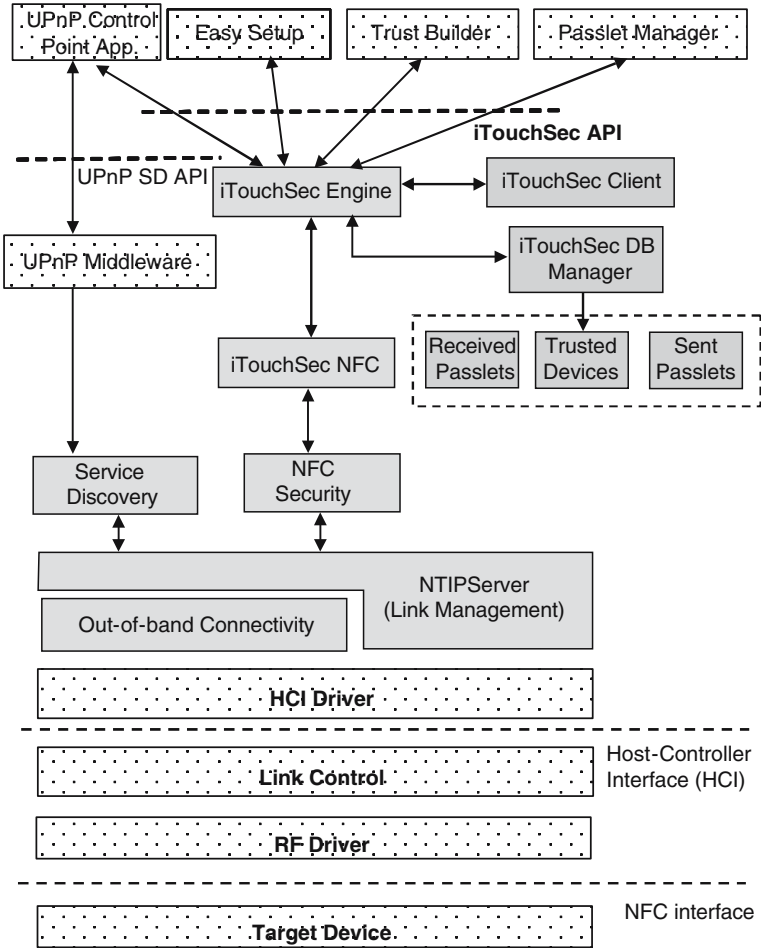 UPnP Control
Point App.
Easy Setup
Trust Builder
Passlet Manager
iTouchSec API
UPnP SD API
iTouchSec Engine
iTouchSec Client
UPnP Middleware
iTouchSec DB
Manager
Received
Passlets
Trusted
Devices
Sent
Passlets
iTouchSec NFC
Service
Discovery
NFC
Security
NTIPServer
(Link Management)
Out-of-band Connectivity
HCI Driver
Host-Controller
Interface (HCI)
Link Control
RF Driver
NFC interface
Target Device